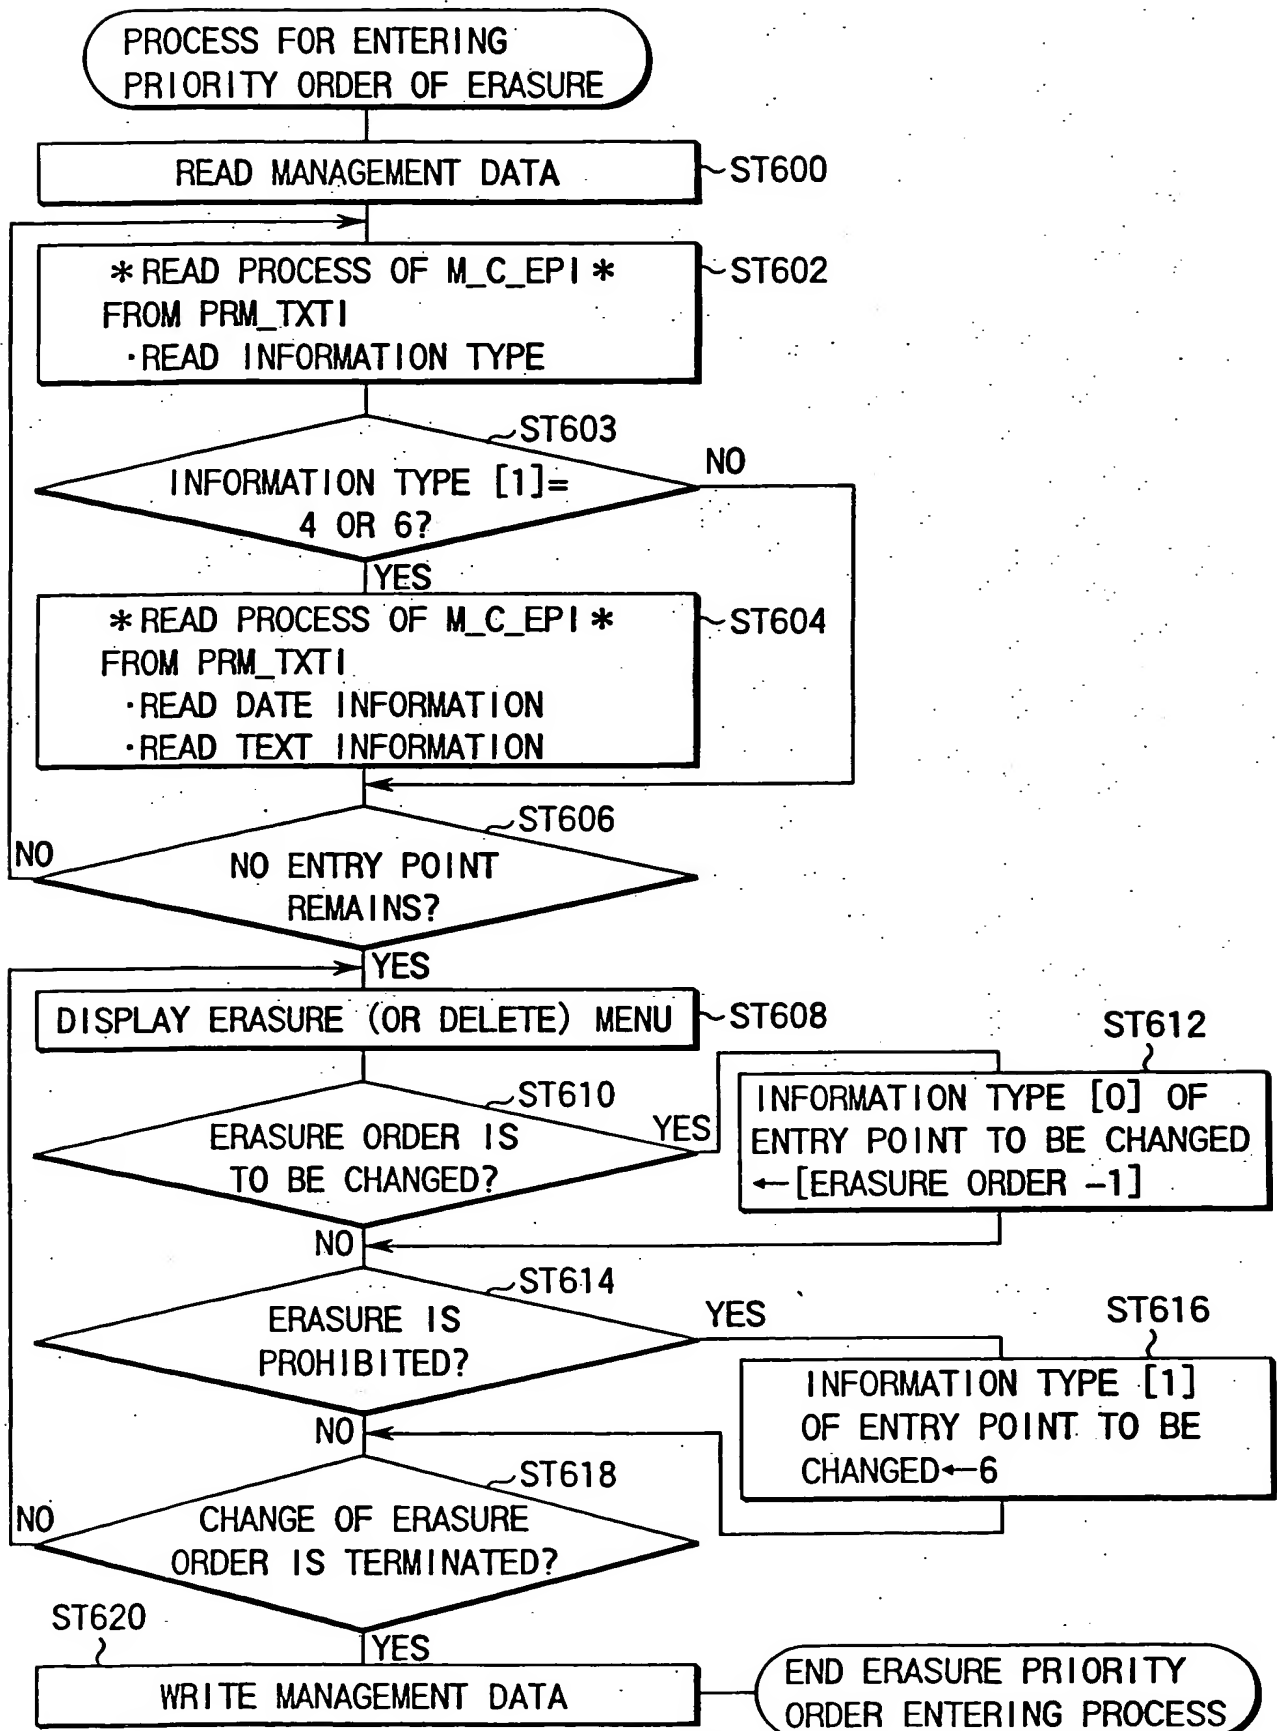 PROCESS FOR ENTERING
PRIORITY ORDER OF ERASURE
READ MANAGEMENT DATA
ST600
*READ PROCESS OF M_C_EPI*
FROM PRM_TXTI
·READ INFORMATION TYPE
ST602
ST603
INFORMATION TYPE [1]=
4 OR 6?
NO
YES
*READ PROCESS OF M_C_EPI*
FROM PRM_TXTI
·READ DATE INFORMATION
·READ TEXT INFORMATION
ST604
ST606
NO
NO ENTRY POINT
REMAINS?
YES
DISPLAY ERASURE (OR DELETE) MENU
ST608
ST610
ERASURE ORDER IS
TO BE CHANGED?
YES
ST612
INFORMATION TYPE [0] OF
ENTRY POINT TO BE CHANGED
←[ERASURE ORDER -1]
NO
ST614
ERASURE IS
PROHIBITED?
YES
ST616
INFORMATION TYPE [1]
OF ENTRY POINT TO BE
CHANGED←6
NO
ST618
NO
CHANGE OF ERASURE
ORDER IS TERMINATED?
YES
ST620
WRITE MANAGEMENT DATA
END ERASURE PRIORITY
ORDER ENTERING PROCESS